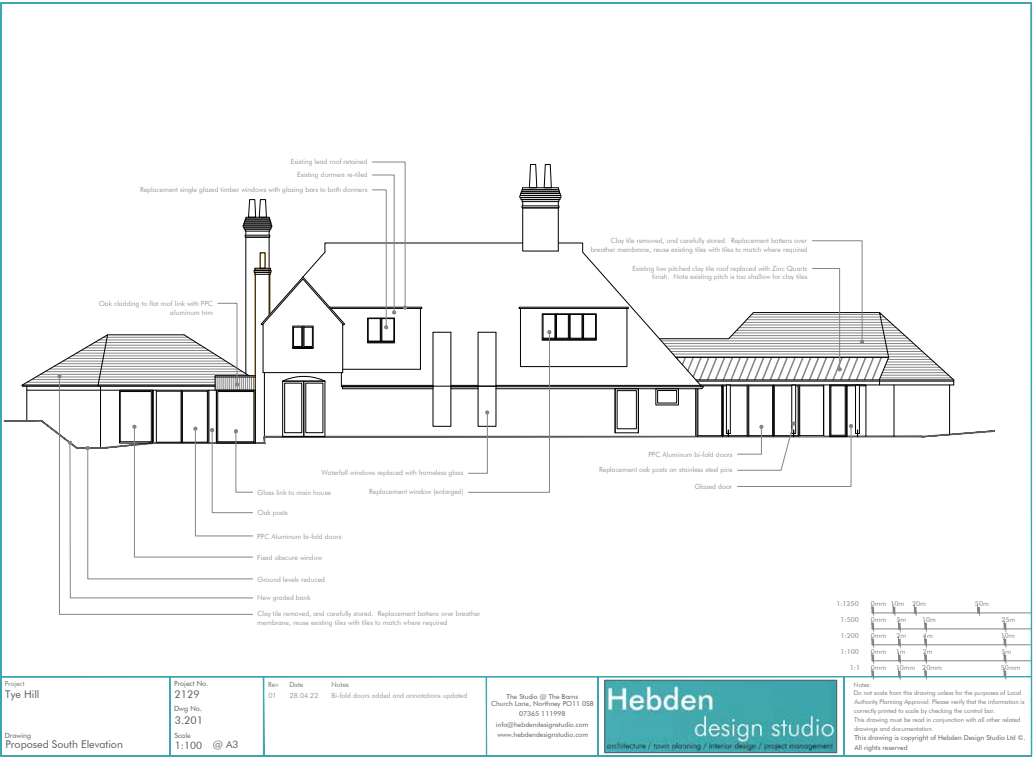 Existing lead roof retained
Existing dormers re-tiled
Replacement single glazed timber windows with glazing bars to both dormers
Clay tile removed, and carefully stored. Replacement battens over
breather membrane, reuse existing tiles with tiles to match where required
Existing low pitched clay tile roof replaced with Zinc Quartz
finish. Note existing pitch is too shallow for clay tiles
Oak cladding to flat roof link with PPC
aluminum trim
PPC Aluminum bi-fold doors
Waterfall windows replaced with frameless glass
Replacement oak posts on stainless steel pins
Replacement window (enlarged)
Glazed door
Glass link to main house
Oak posts
PPC Aluminum bi-fold doors
Fixed obscure window
Ground levels reduced
New graded bank
Clay tile removed, and carefully stored. Replacement battens over breather
membrane, reuse existing tiles with tiles to match where required
1:1250 0mm 10m 20m 50m
1:500 0mm 5m 10m 25m
1:200 0mm 2m 4m 10m
1:100 0mm 1m 2m 5m
1:1 0mm 10mm 20mm 50mm
Project
Tye Hill
Drawing
Proposed South Elevation
Project No.
2129
Dwg No.
3.201
Scale
1:100 @ A3
Rev Date Notes
01 28.04.22 Bi-fold doors added and annotations updated
The Studio @ The Barns
Church Lane, Northney PO11 0SB
07365 111998
info@hebdendesignstudio.com
www.hebdendesignstudio.com
Hebden
design studio
architecture / town planning / interior design / project management
Notes:
Do not scale from this drawing unless for the purposes of Local
Authority Planning Approval. Please verify that the information is
correctly printed to scale by checking the control bar.
This drawing must be read in conjunction with all other related
drawings and documentation.
This drawing is copyright of Hebden Design Studio Ltd ©.
All rights reserved